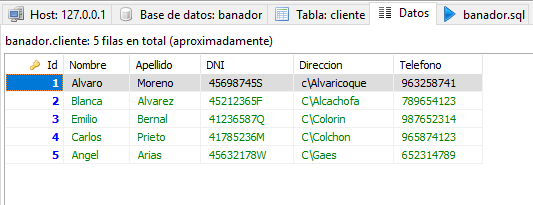 Host: 127.0.0.1 Base de datos: banador Tabla: cliente Datos banador.sql
banador.cliente: 5 filas en total (aproximadamente)
Id Nombre Apellido DNI Direccion Telefono
1 Alvaro Moreno 45698745S c\Alvaricoque 963258741
2 Blanca Alvarez 45212365F C\Alcachofa 789654123
3 Emilio Bernal 41236587Q C\Colorin 987652314
4 Carlos Prieto 41785236M C\Colchon 965874123
5 Angel Arias 45632178W C\Gaes 652314789